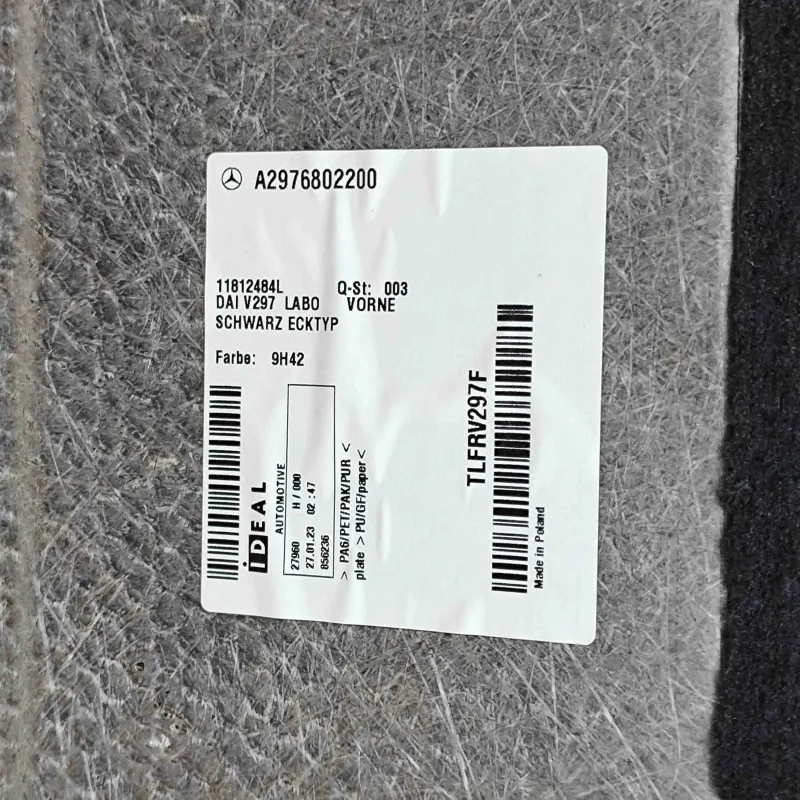 A2976802200
11812484L Q-St: 003
DAI V297 LABO VORNE
SCHWARZ ECKTYP
Farbe: 9H42
iDEAL
AUTOMOTIVE
27960 H / 000
27.01.23 02 :47
856236
> PA6/PET/PAK/PUR <
plate > PU/GF/paper <
TLFRV297F
Made in Poland